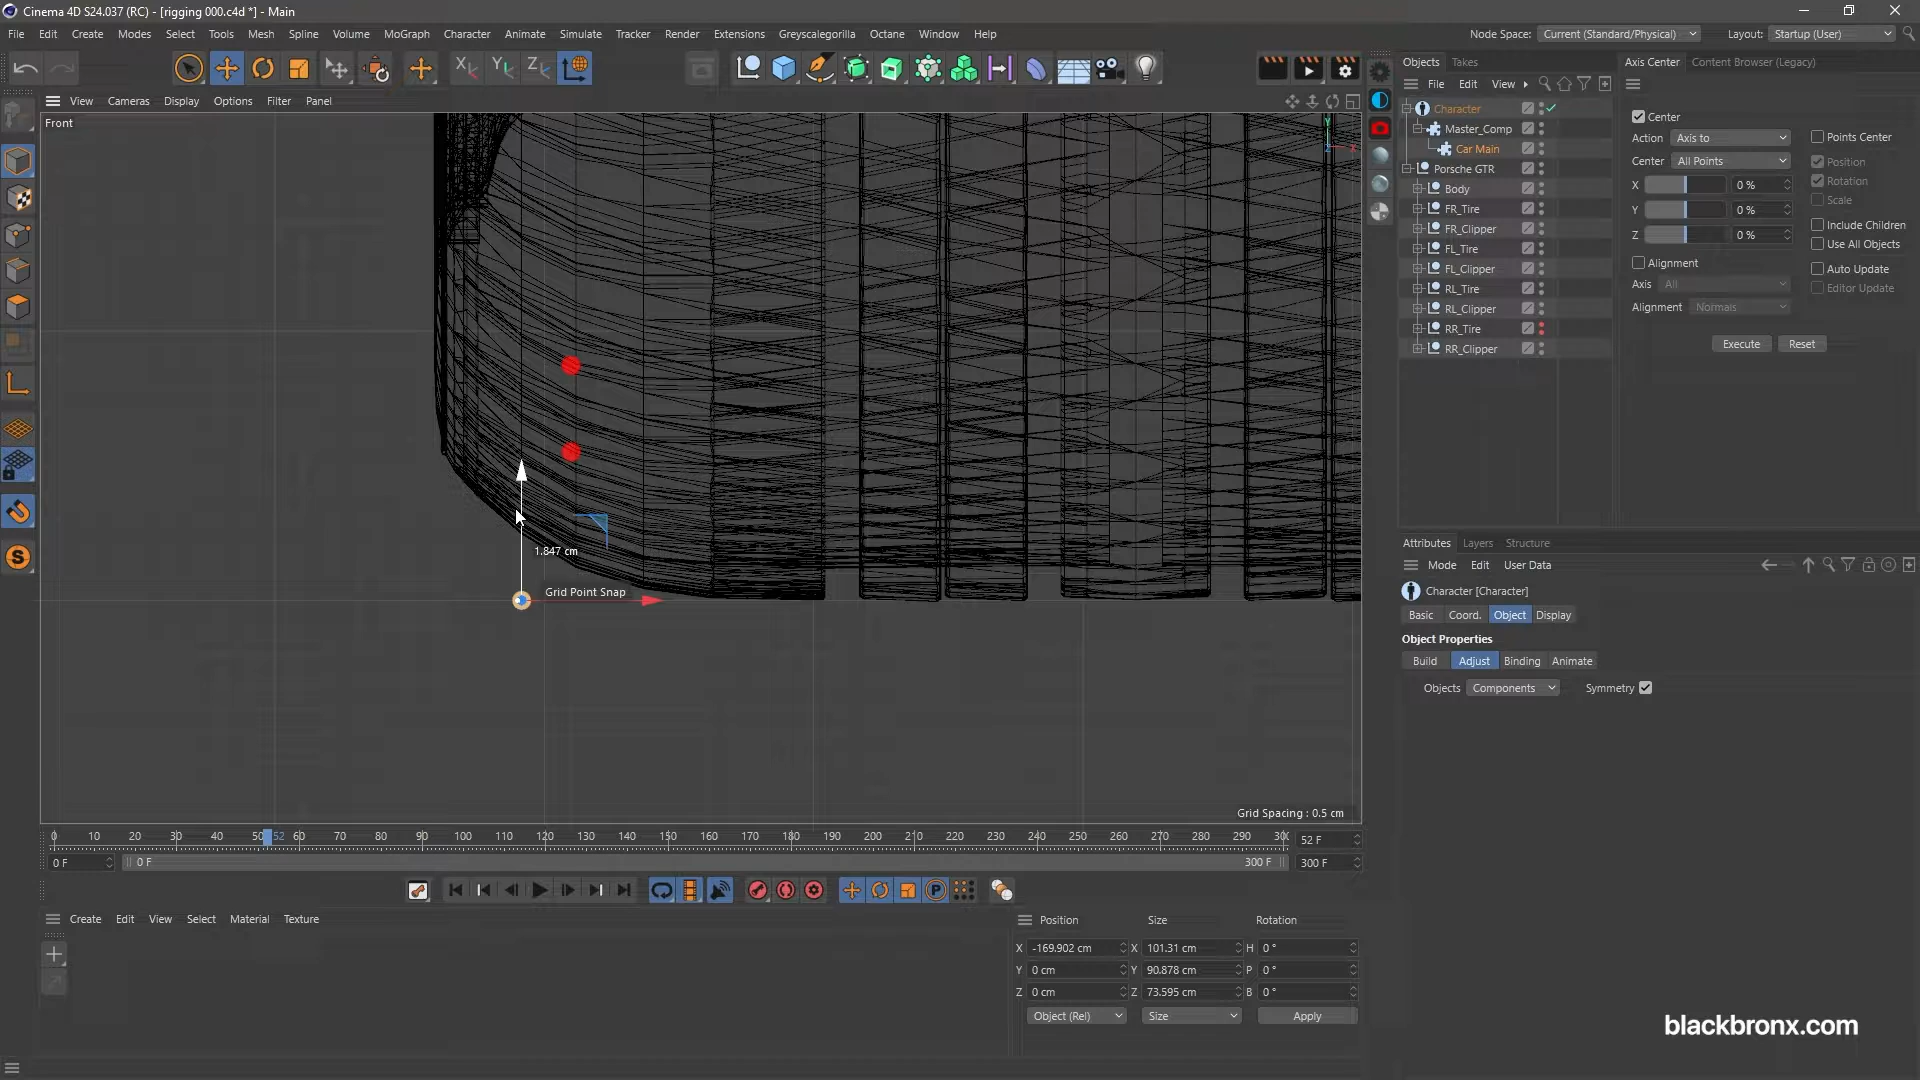 Cinema 4D S24.037 (RC) - [rigging 000.c4d *] - Main
File Edit Create Modes Select Tools Mesh Spline Volume MoGraph Character Animate Simulate Tracker Render Extensions Greyscalegorilla Octane Window Help
Node Space: Current (Standard/Physical) Layout: Startup (User)
View Cameras Display Options Filter Panel
Front
1.847 cm
Grid Point Snap
Grid Spacing : 0.5 cm
Objects Takes
File Edit View
Character
Master_Comp
Car Main
Porsche GTR
Body
FR_Tire
FR_Clipper
FL_Tire
FL_Clipper
RL_Tire
RL_Clipper
RR_Tire
RR_Clipper
Axis Center Content Browser (Legacy)
Center
Action Axis to Points Center
Center All Points Position
X 0 % Rotation
Scale
Y 0 % Include Children
Z 0 % Use All Objects
Alignment Auto Update
Axis All Editor Update
Alignment Normals
Execute Reset
Attributes Layers Structure
Mode Edit User Data
Character [Character]
Basic Coord. Object Display
Object Properties
Build Adjust Binding Animate
Objects Components Symmetry
0 10 20 30 40 50 52 60 70 80 90 100 110 120 130 140 150 160 170 180 190 200 210 220 230 240 250 260 270 280 290 52 F
0 F 0 F 300 F 300 F
Create Edit View Select Material Texture
Position Size Rotation
X -169.902 cm X 101.31 cm H 0 °
Y 0 cm Y 90.878 cm P 0 °
Z 0 cm Z 73.595 cm B 0 °
Object (Rel) Size Apply
blackbronx.com